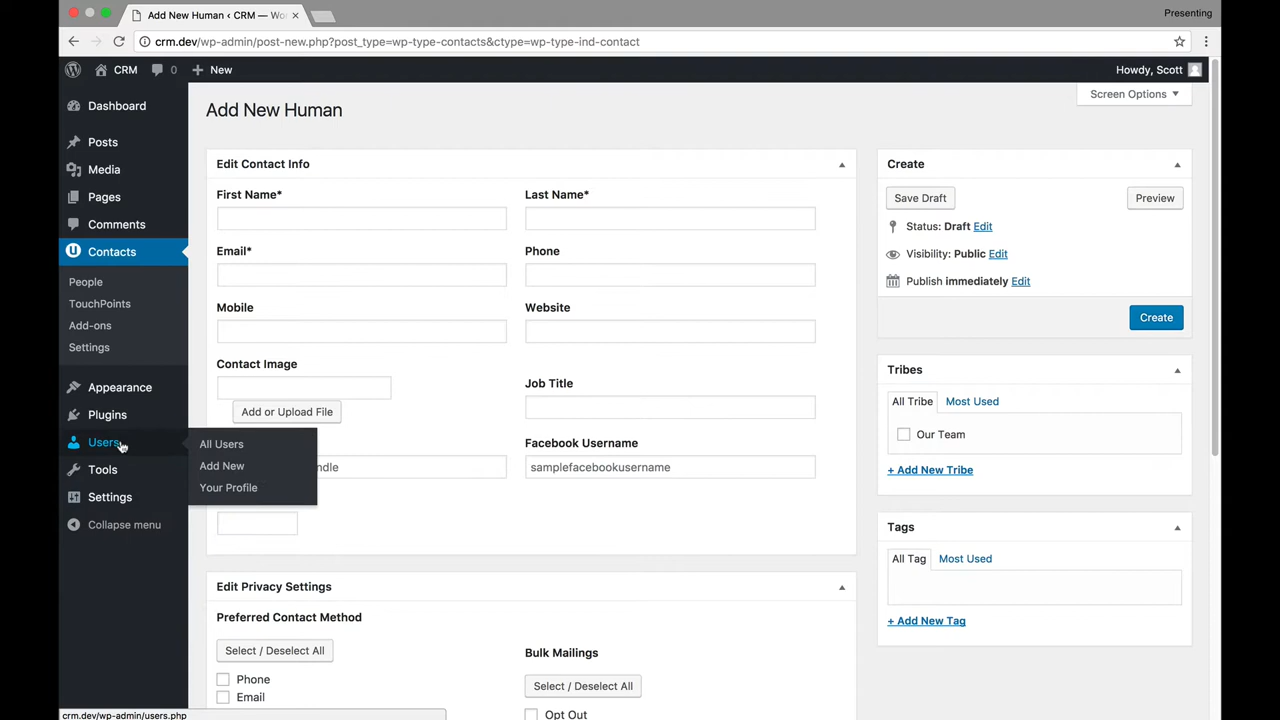 Add New Human ‹ CRM — Wo
Presenting
crm.dev/wp-admin/post-new.php?post_type=wp-type-contacts&ctype=wp-type-ind-contact
CRM 0 New Howdy, Scott
Dashboard
Posts
Media
Pages
Comments
Contacts
People
TouchPoints
Add-ons
Settings
Appearance
Plugins
Users
All Users
Add New
Your Profile
Tools
Settings
Collapse menu
Screen Options
Add New Human
Edit Contact Info
First Name* Last Name*
Email* Phone
Mobile Website
Contact Image
Job Title
Add or Upload File
Facebook Username
ndle samplefacebookusername
Edit Privacy Settings
Preferred Contact Method
Select / Deselect All
Bulk Mailings
Phone
Select / Deselect All
Email
Opt Out
Create
Save Draft Preview
Status: Draft Edit
Visibility: Public Edit
Publish immediately Edit
Create
Tribes
All Tribe Most Used
Our Team
+ Add New Tribe
Tags
All Tag Most Used
+ Add New Tag
crm.dev/wp-admin/users.php